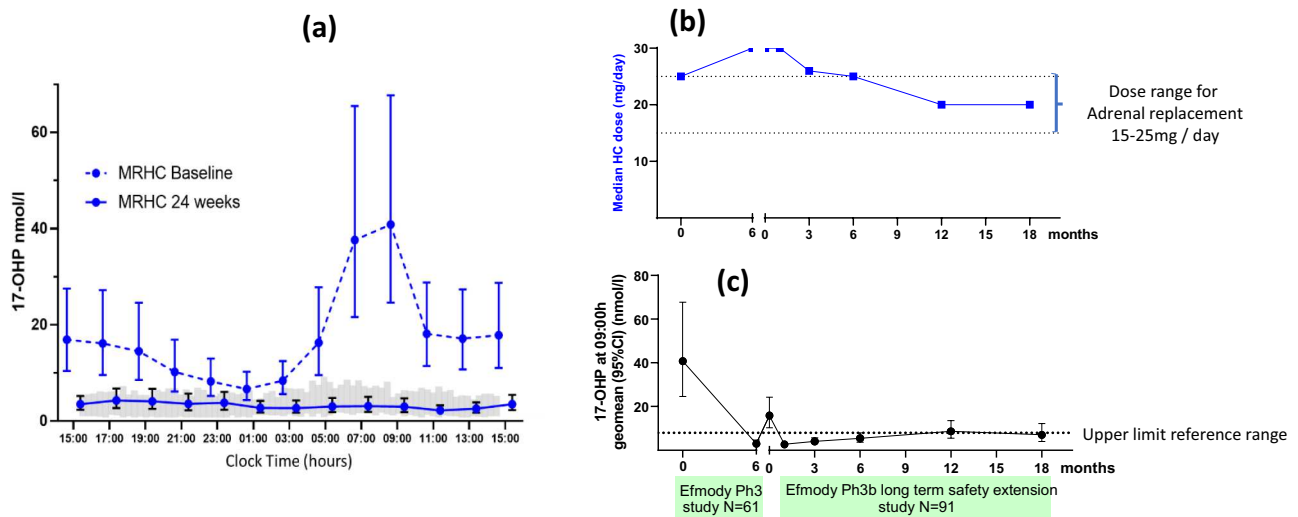 (a)
17-OHP nmol/l
60
40
20
0
MRHC Baseline
MRHC 24 weeks
15:00 17:00 19:00 21:00 23:00 01:00 03:00 05:00 07:00 09:00 11:00 13:00 15:00
Clock Time (hours)
(b)
Median HC dose (mg/day)
30
20
10
0 6 0 3 6 9 12 15 18 months
Dose range for
Adrenal replacement
15-25mg / day
(c)
17-OHP at 09:00h
geomean (95%CI) (nmol/l)
80
60
40
20
0 6 0 3 6 9 12 15 18 months
Upper limit reference range
Efmody Ph3
study N=61
Efmody Ph3b long term safety extension
study N=91